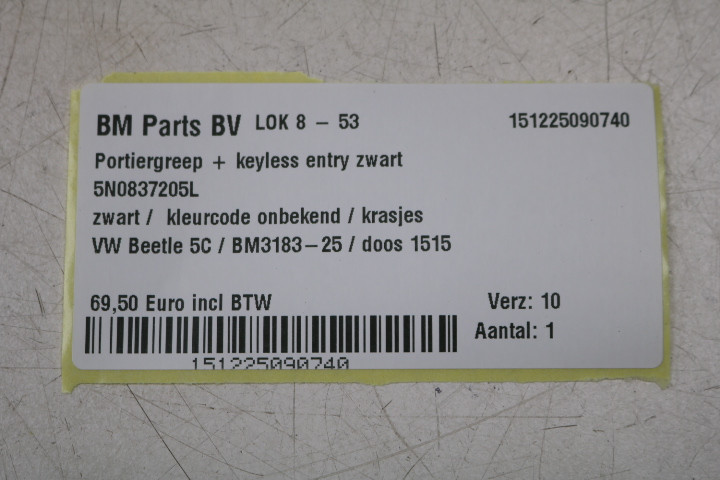 BM Parts BV LOK 8 - 53 151225090740
Portiergreep + keyless entry zwart
5N0837205L
zwart / kleurcode onbekend / krasjes
VW Beetle 5C / BM3183-25 / doos 1515
69,50 Euro incl BTW Verz: 10
Aantal: 1
151225090740